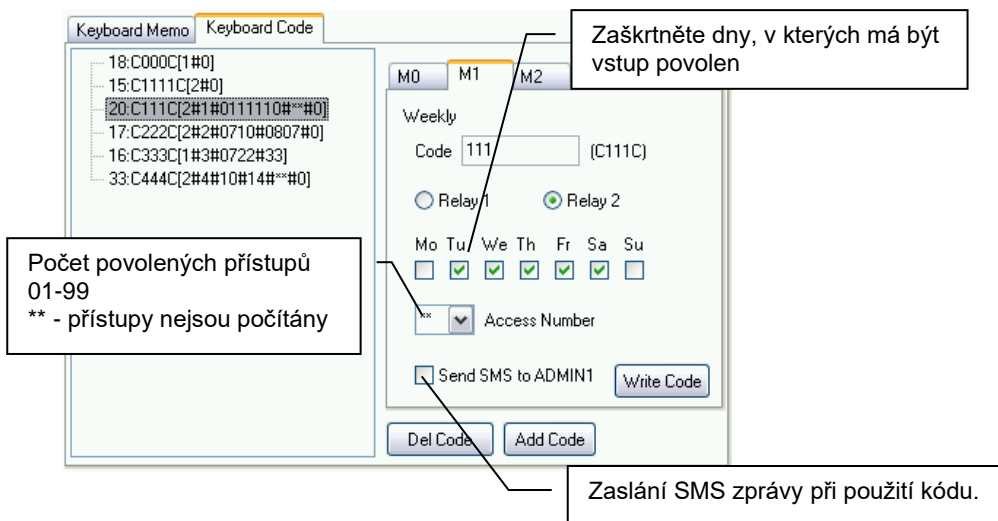 Keyboard Memo Keyboard Code
Zaškrtněte dny, v kterých má být
vstup povolen
18:C000C[1#0]
15:C1111C[2#0]
20:C111C[2#1#0111110#**#0]
17:C222C[2#2#0710#0807#0]
16:C333C[1#3#0722#33]
33:C444C[2#4#10#14#**#0]
M0 M1 M2
Weekly
Code 111 (C111C)
Relay 1 Relay 2
Mo Tu We Th Fr Sa Su
Počet povolených přístupů
01-99
** - přístupy nejsou počítány
** Access Number
Send SMS to ADMIN1 Write Code
Del Code Add Code
Zaslání SMS zprávy při použití kódu.